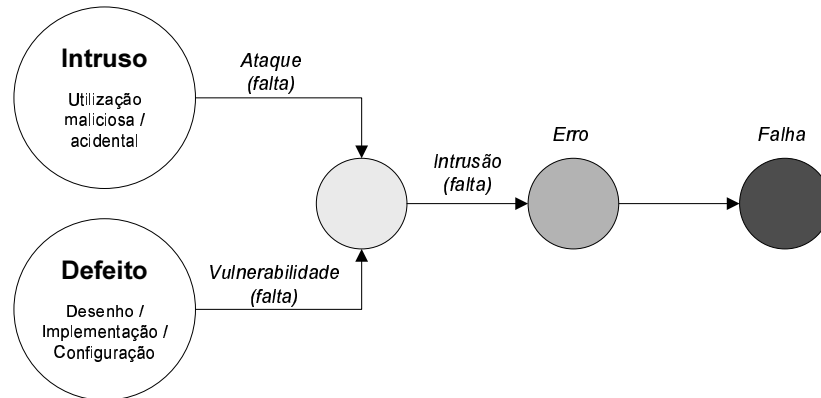 Intruso
Utilização
maliciosa /
acidental
Ataque
(falta)
Defeito
Desenho /
Implementação /
Configuração
Vulnerabilidade
(falta)
Intrusão
(falta)
Erro
Falha